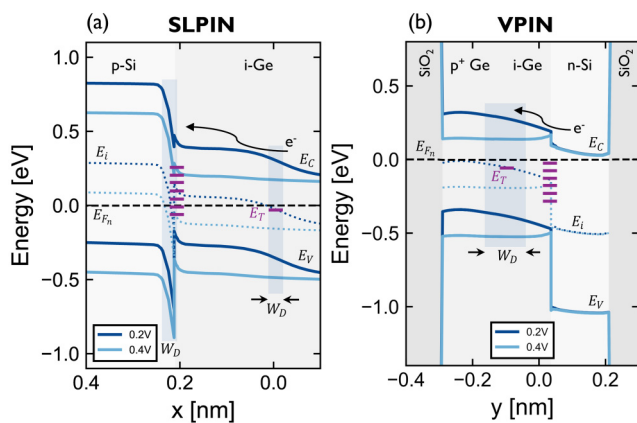 (a) SLPIN
p-Si i-Ge
Energy [eV]
1.0
0.5
0.0
−0.5
−1.0
E_i
E_{F_n}
e-
E_C
E_T
E_V
W_D
W_D
0.2V
0.4V
0.4 0.2 0.0
x [nm]
(b) VPIN
SiO2 p+ Ge i-Ge n-Si SiO2
Energy [eV]
0.5
0.0
−0.5
−1.0
e-
E_C
E_{F_n}
E_T
E_i
W_D
E_V
0.2V
0.4V
−0.4 −0.2 0.0 0.2
y [nm]